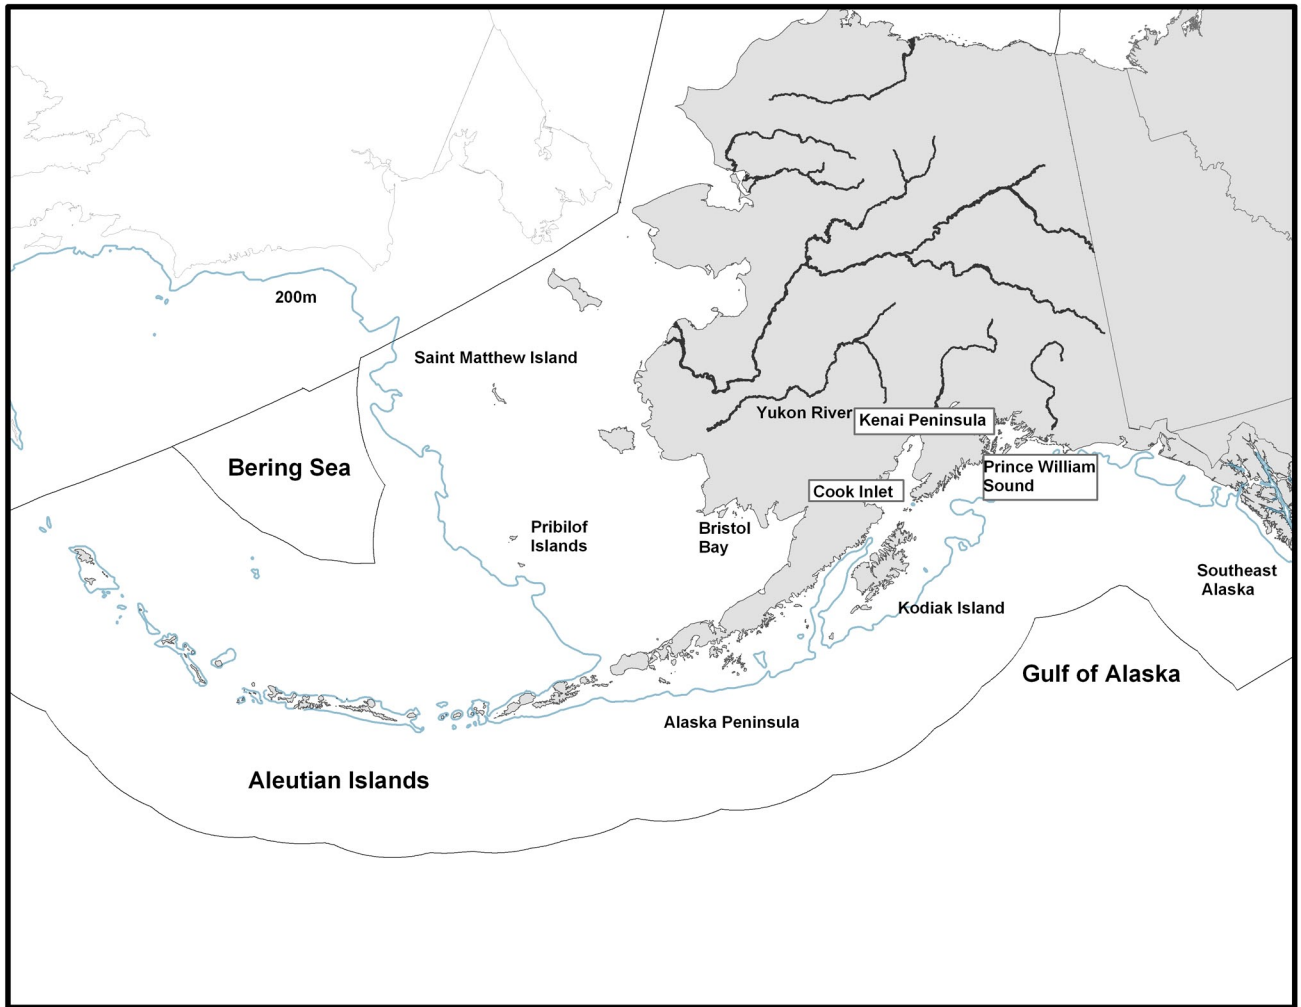 200m
Saint Matthew Island
Yukon River
Kenai Peninsula
Bering Sea
Prince William
Sound
Cook Inlet
Pribilof
Islands
Bristol
Bay
Southeast
Alaska
Kodiak Island
Gulf of Alaska
Alaska Peninsula
Aleutian Islands